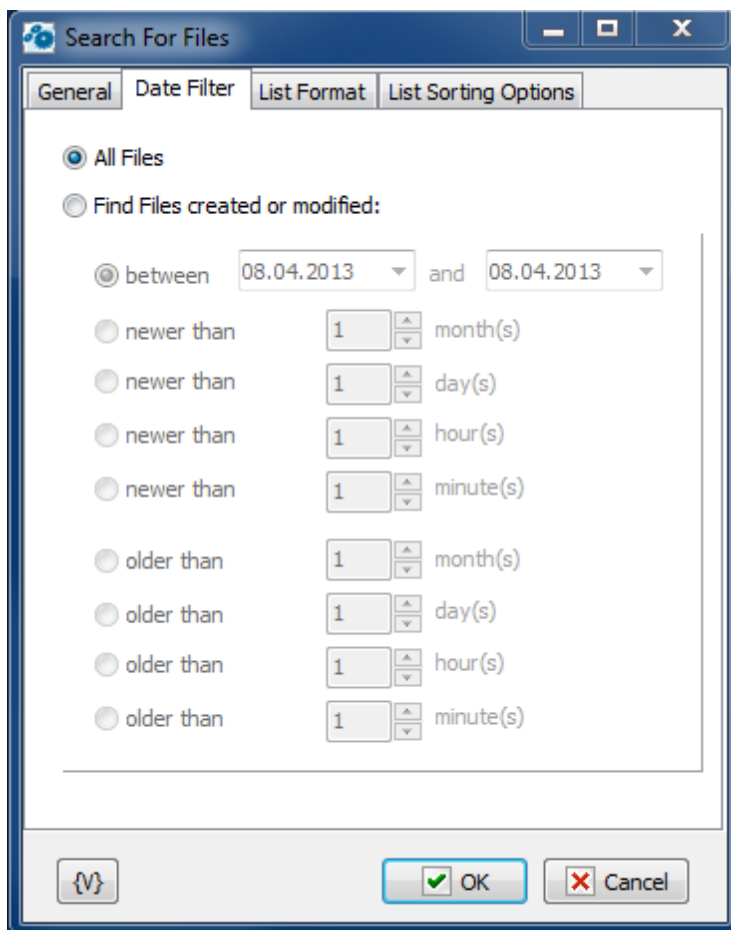 Search For Files
General Date Filter List Format List Sorting Options
All Files
Find Files created or modified:
between 08.04.2013 and 08.04.2013
newer than 1 month(s)
newer than 1 day(s)
newer than 1 hour(s)
newer than 1 minute(s)
older than 1 month(s)
older than 1 day(s)
older than 1 hour(s)
older than 1 minute(s)
{V} OK Cancel